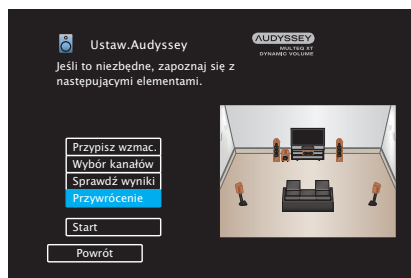 Ustaw.Audyssey
AUDYSSEY
MULTEQ XT
DYNAMIC VOLUME
Jeśli to niezbędne, zapoznaj się z
następującymi elementami.
Przypisz wzmac.
Wybór kanałów
Sprawdź wyniki
Przywrócenie
Start
Powrót